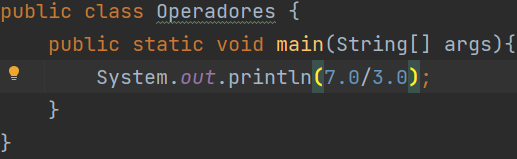 public class Operadores {
    public static void main(String[] args){
        System.out.println(7.0/3.0);
    }
}